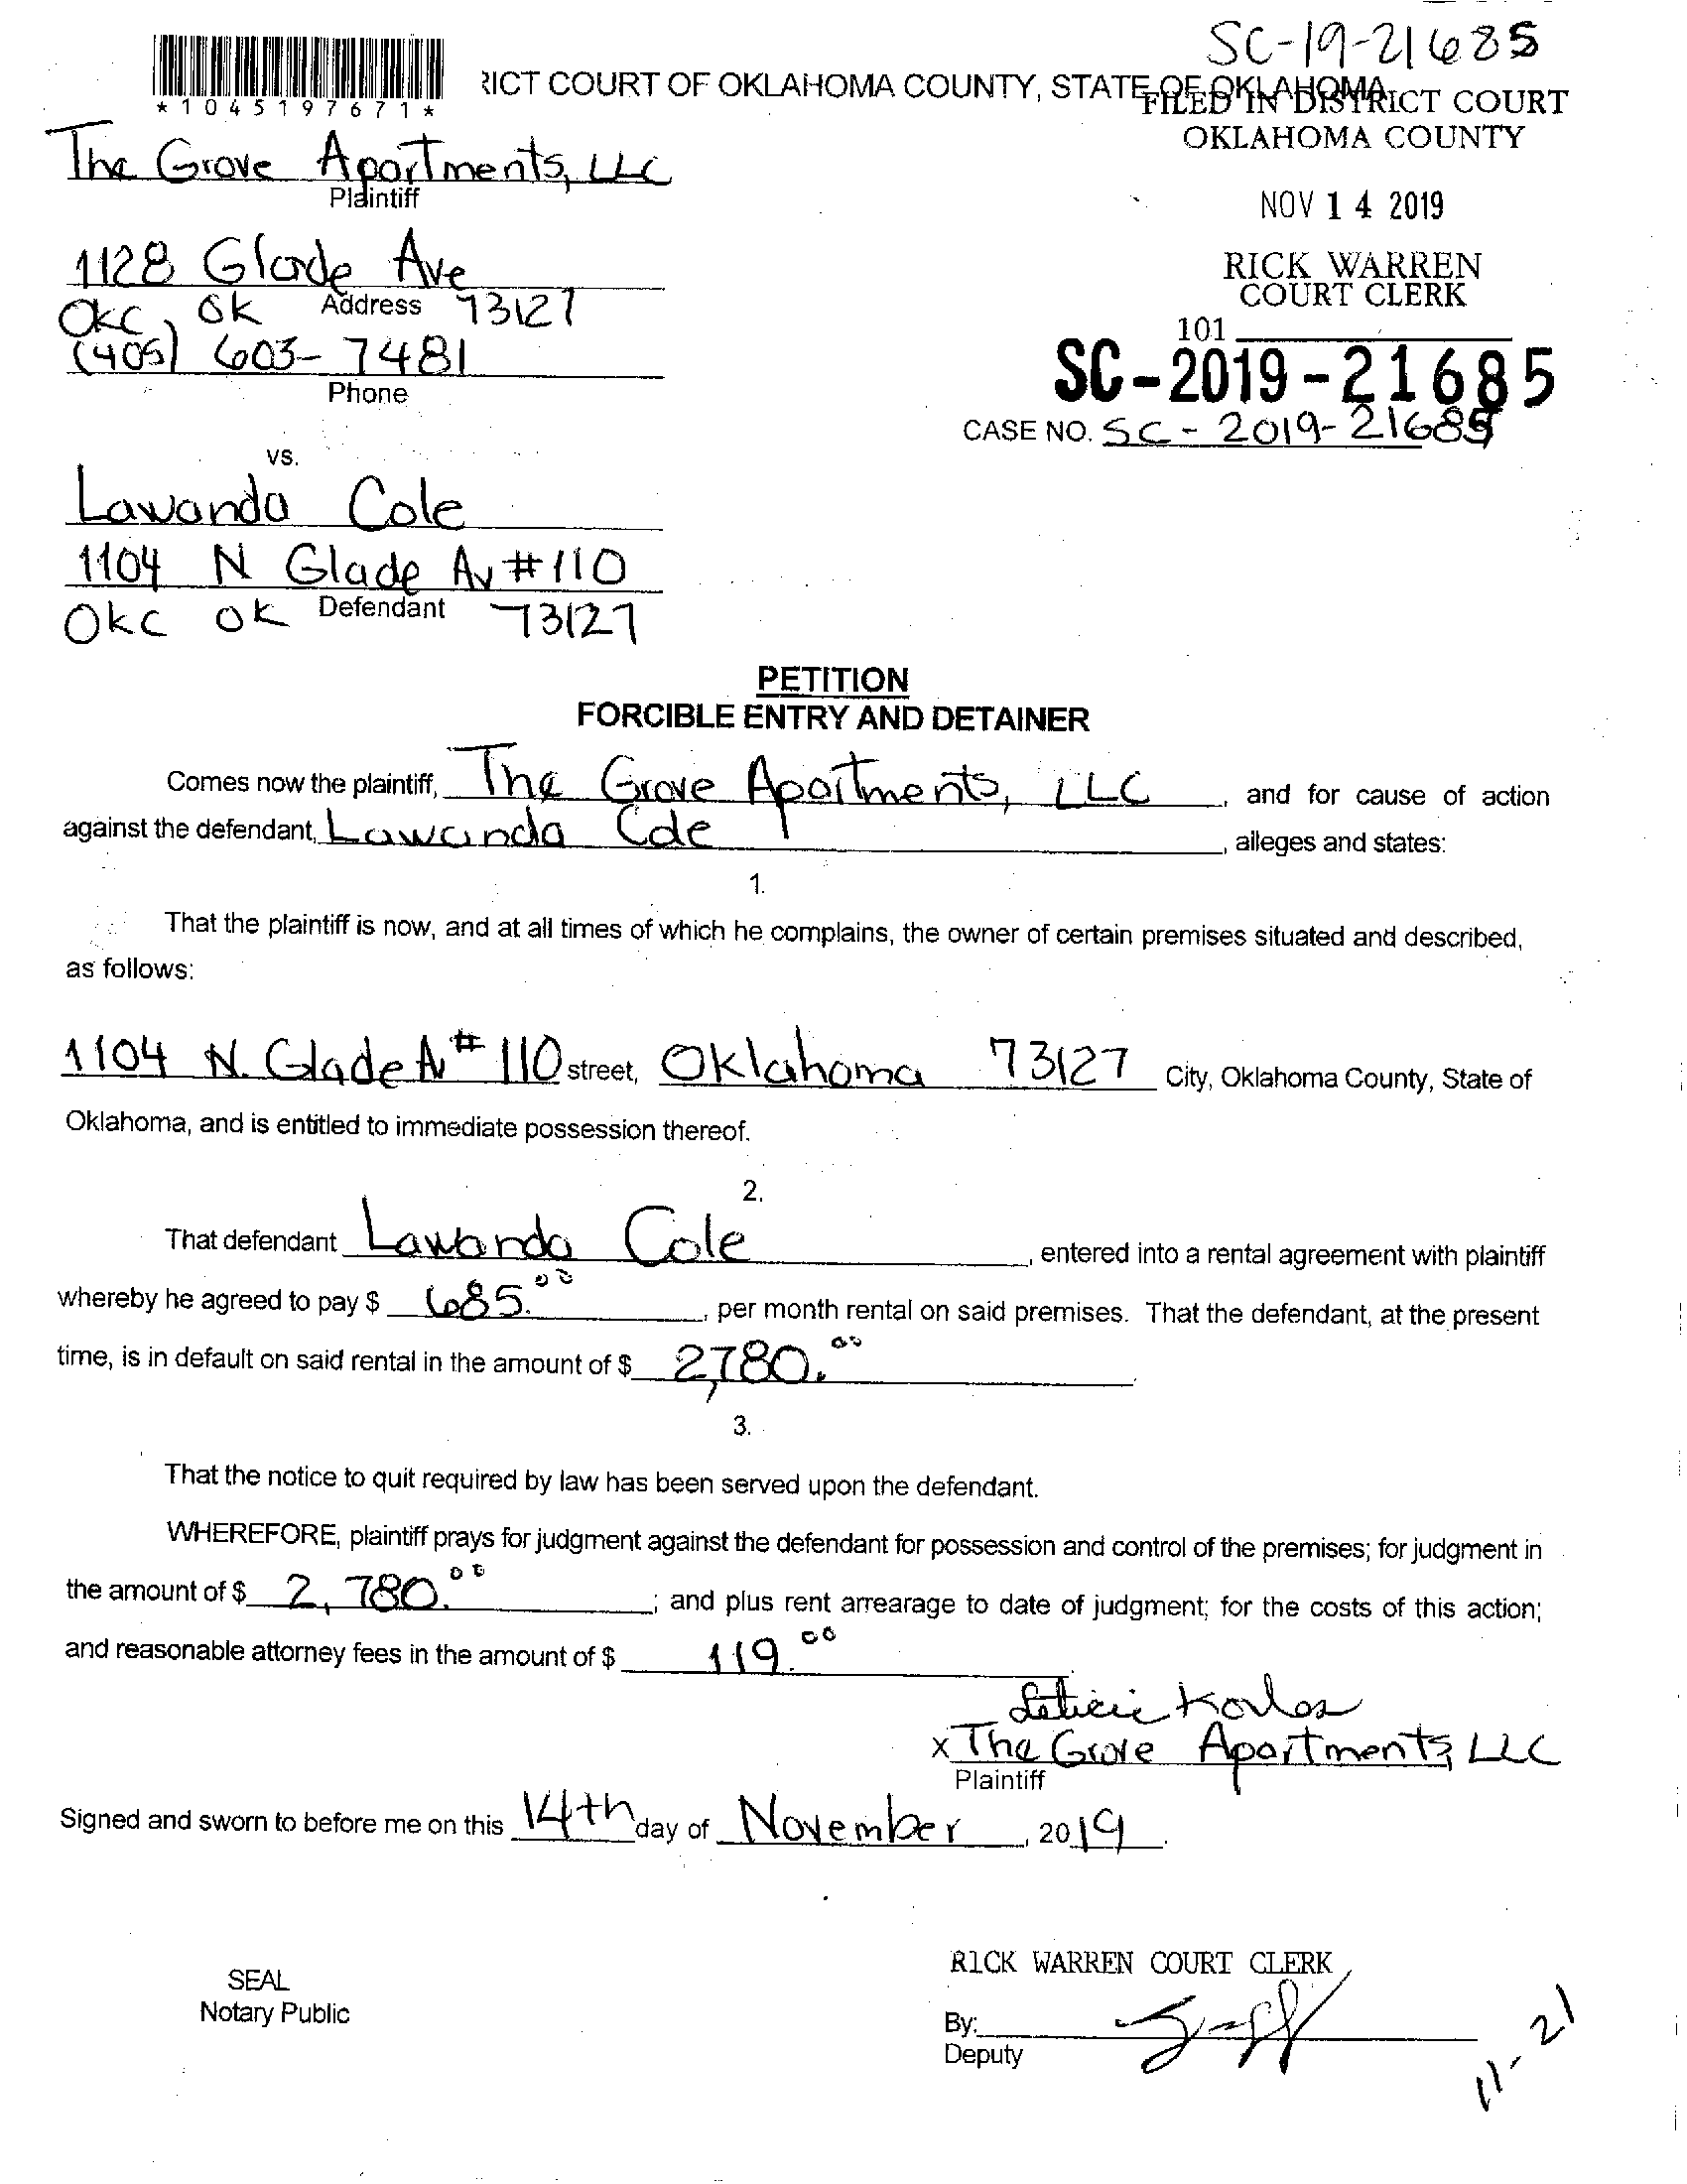 SC-19-21685
RICT COURT OF OKLAHOMA COUNTY, STATE OF OKLAHOMA
FILED IN DISTRICT COURT
OKLAHOMA COUNTY
*1045197671*
The Grove Apartments, LLC
Plaintiff
NOV 14 2019
1128 Glade Ave
Address
RICK WARREN
COURT CLERK
OKC, OK 73127
101
(405) 603-7481
Phone
SC-2019-21685
CASE NO. SC-2019-21685
vs.
Lawanda Cole
1104 N Glade Av #110
Defendant
OKC OK 73127
PETITION
FORCIBLE ENTRY AND DETAINER
Comes now the plaintiff, The Grove Apartments, LLC, and for cause of action
against the defendant, Lawanda Cole, alleges and states:
1.
That the plaintiff is now, and at all times of which he complains, the owner of certain premises situated and described,
as follows:
1104 N. Glade Av #110 street, Oklahoma 73127 City, Oklahoma County, State of
Oklahoma, and is entitled to immediate possession thereof.
2.
That defendant Lawanda Cole, entered into a rental agreement with plaintiff
whereby he agreed to pay $ 685.00, per month rental on said premises. That the defendant, at the present
time, is in default on said rental in the amount of $ 2,780.00
3.
That the notice to quit required by law has been served upon the defendant.
WHEREFORE, plaintiff prays for judgment against the defendant for possession and control of the premises; for judgment in
the amount of $ 2,780.00; and plus rent arrearage to date of judgment; for the costs of this action;
and reasonable attorney fees in the amount of $ 119.00
x The Grove Apartments, LLC
Plaintiff
Signed and sworn to before me on this 14th day of November, 2019.
RICK WARREN COURT CLERK
SEAL
Notary Public
By:
Deputy
11-21